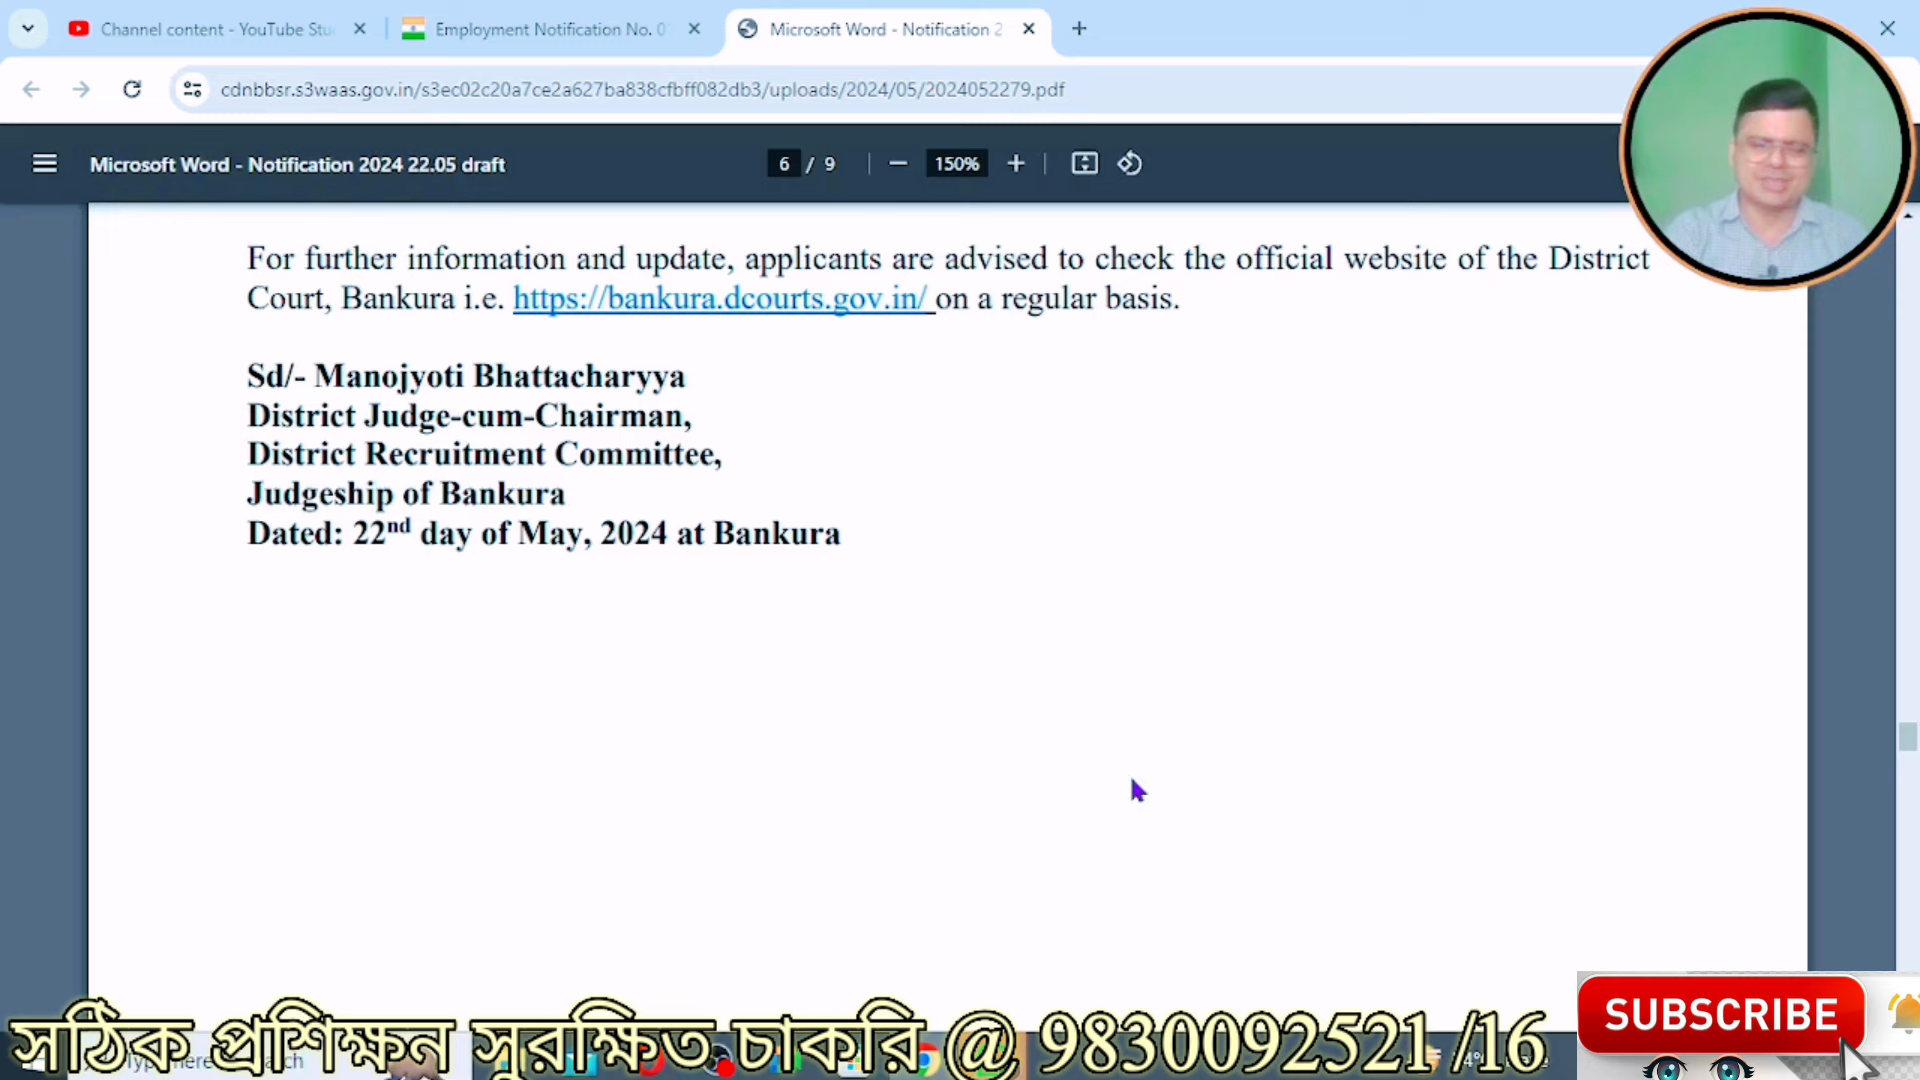 Channel content - YouTube Stu
Employment Notification No. 0
Microsoft Word - Notification 2
cdnbbsr.s3waas.gov.in/s3ec02c20a7ce2a627ba838cfbff082db3/uploads/2024/05/2024052279.pdf
Microsoft Word - Notification 2024 22.05 draft
6 / 9
150%
For further information and update, applicants are advised to check the official website of the District
Court, Bankura i.e. https://bankura.dcourts.gov.in/ on a regular basis.
Sd/- Manojyoti Bhattacharyya
District Judge-cum-Chairman,
District Recruitment Committee,
Judgeship of Bankura
Dated: 22nd day of May, 2024 at Bankura
সঠিক প্রশিক্ষন সুরক্ষিত চাকরি @ 9830092521 /16
SUBSCRIBE